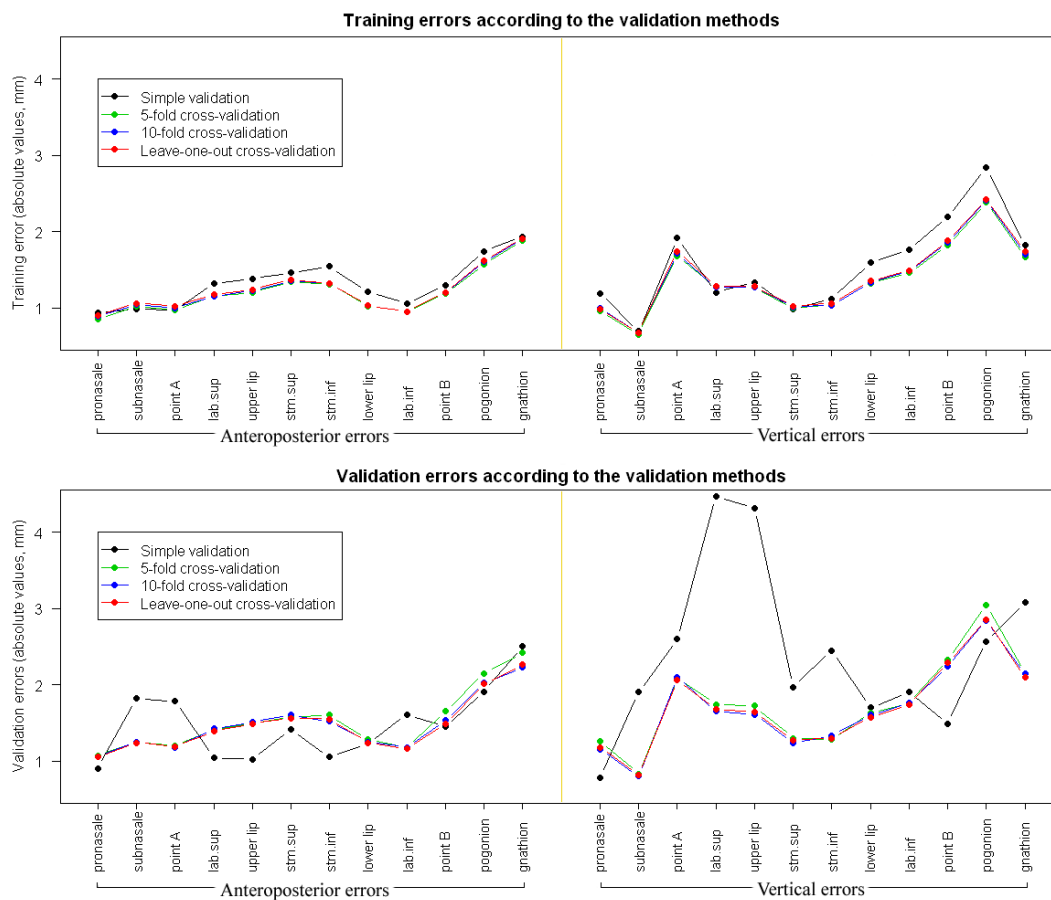 Training errors according to the validation methods
Training error (absolute values, mm)
4
3
2
1
Simple validation
5-fold cross-validation
10-fold cross-validation
Leave-one-out cross-validation
pronasale
subnasale
point A
lab.sup
upper lip
stm.sup
stm.inf
lower lip
lab.inf
point B
pogonion
gnathion
pronasale
subnasale
point A
lab.sup
upper lip
stm.sup
stm.inf
lower lip
lab.inf
point B
pogonion
gnathion
Anteroposterior errors
Vertical errors
Validation errors according to the validation methods
Validation errors (absolute values, mm)
4
3
2
1
Simple validation
5-fold cross-validation
10-fold cross-validation
Leave-one-out cross-validation
pronasale
subnasale
point A
lab.sup
upper lip
stm.sup
stm.inf
lower lip
lab.inf
point B
pogonion
gnathion
pronasale
subnasale
point A
lab.sup
upper lip
stm.sup
stm.inf
lower lip
lab.inf
point B
pogonion
gnathion
Anteroposterior errors
Vertical errors